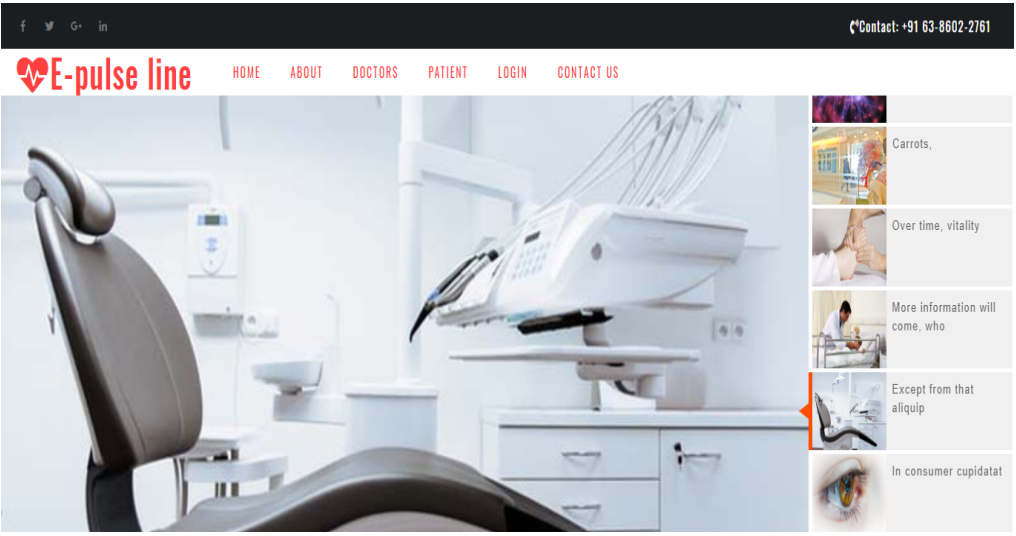 f G+ in
Contact: +91 63-8602-2761
E-pulse line
HOME ABOUT DOCTORS PATIENT LOGIN CONTACT US
Carrots,
Over time, vitality
More information will
come, who
Except from that
aliquip
In consumer cupidatat